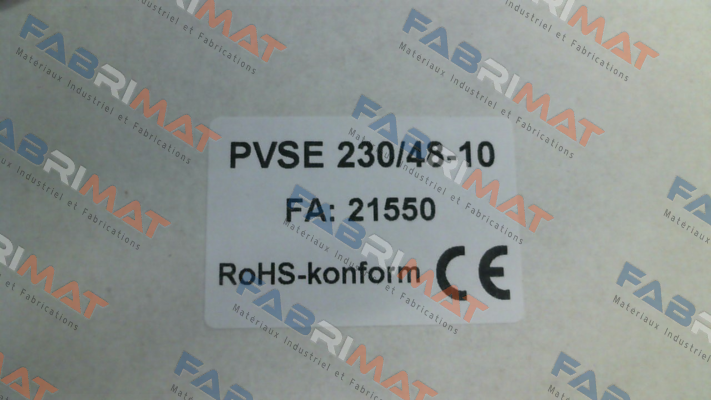 PVSE 230/48-10
FA: 21550
RoHS-konform CE
FABRIMAT
Materiaux Industriel et Fabrications